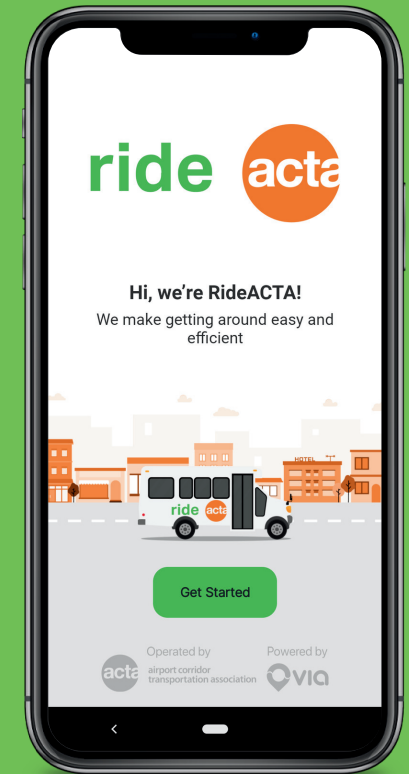 ride acta
Hi, we're RideACTA!
We make getting around easy and
efficient
HOTEL
ride acta
Get Started
Operated by
acta airport corridor
transportation association
Powered by
via